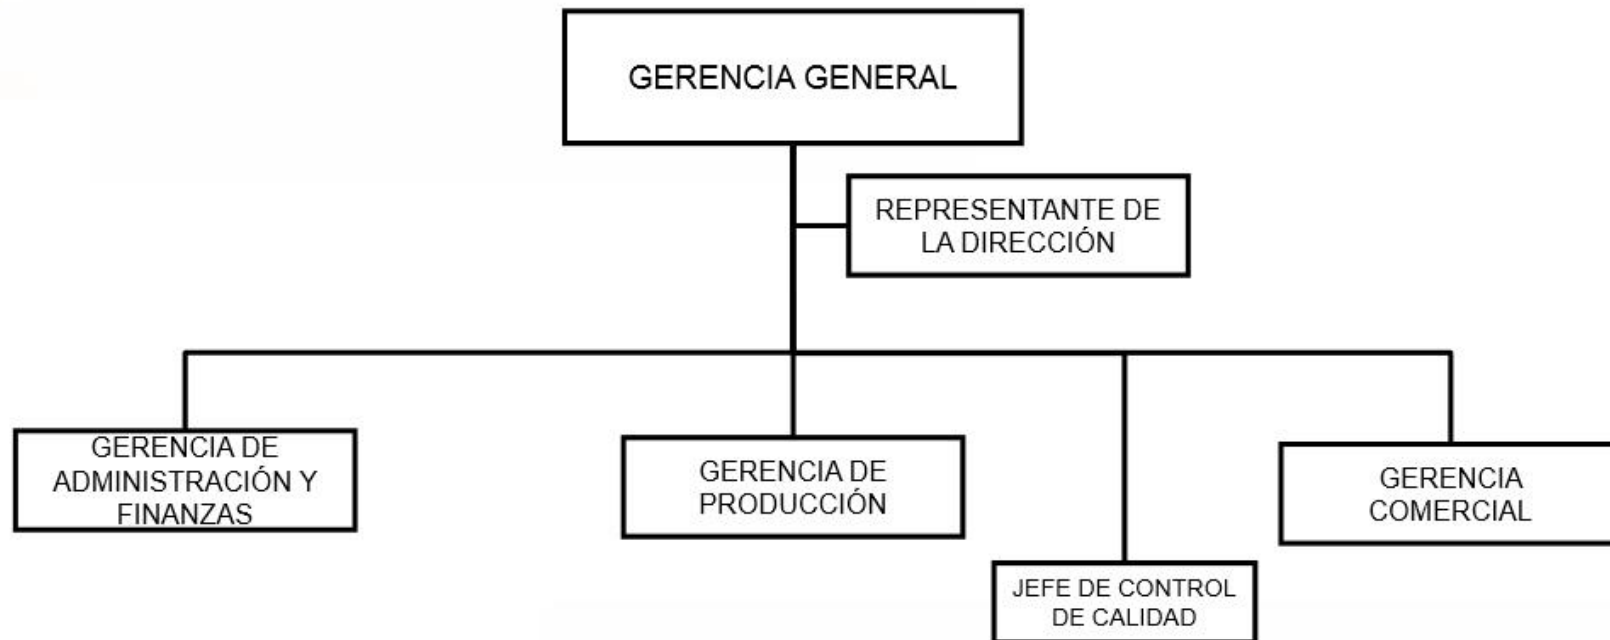 GERENCIA GENERAL
REPRESENTANTE DE
LA DIRECCIÓN
GERENCIA DE
ADMINISTRACIÓN Y
FINANZAS
GERENCIA DE
PRODUCCIÓN
GERENCIA
COMERCIAL
JEFE DE CONTROL
DE CALIDAD